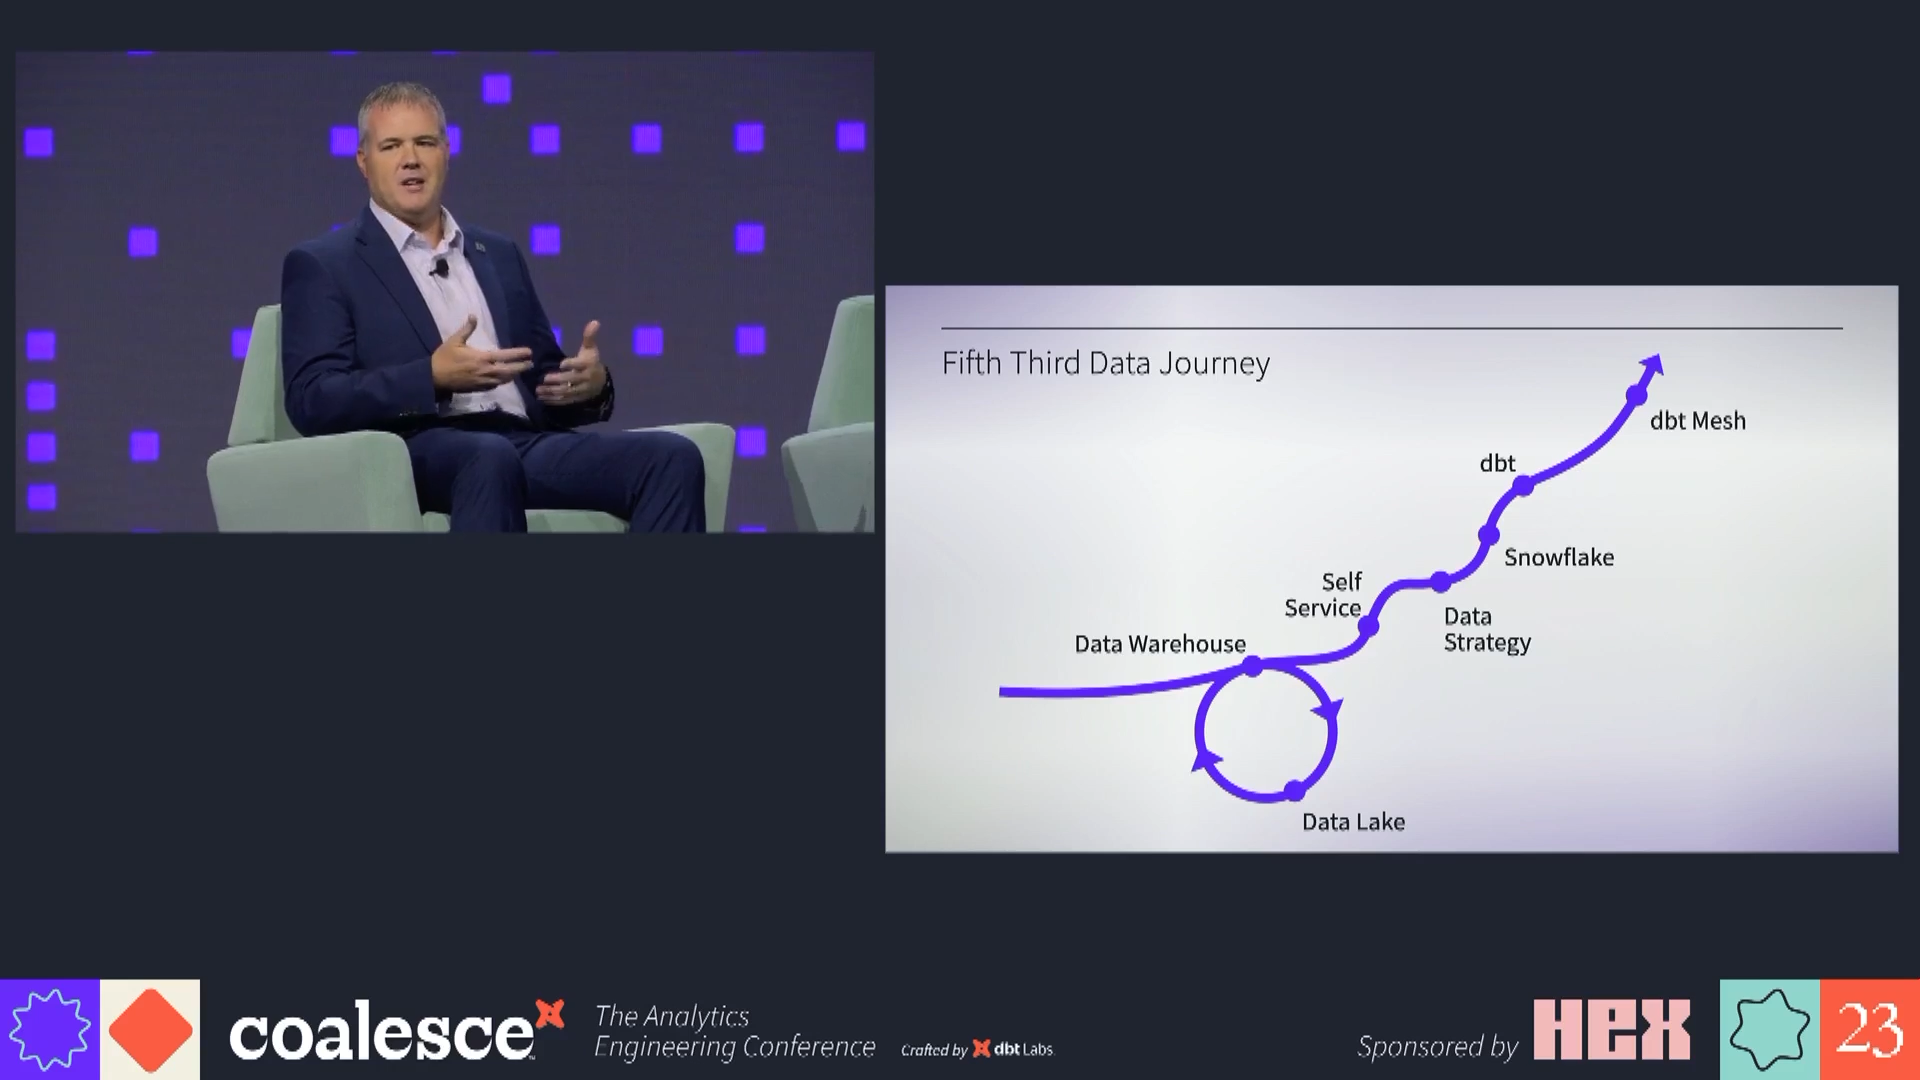 Fifth Third Data Journey
dbt Mesh
dbt
Snowflake
Self
Service
Data
Strategy
Data Warehouse
Data Lake
coalesce
The Analytics
Engineering Conference
Crafted by dbt Labs
Sponsored by HEX
23